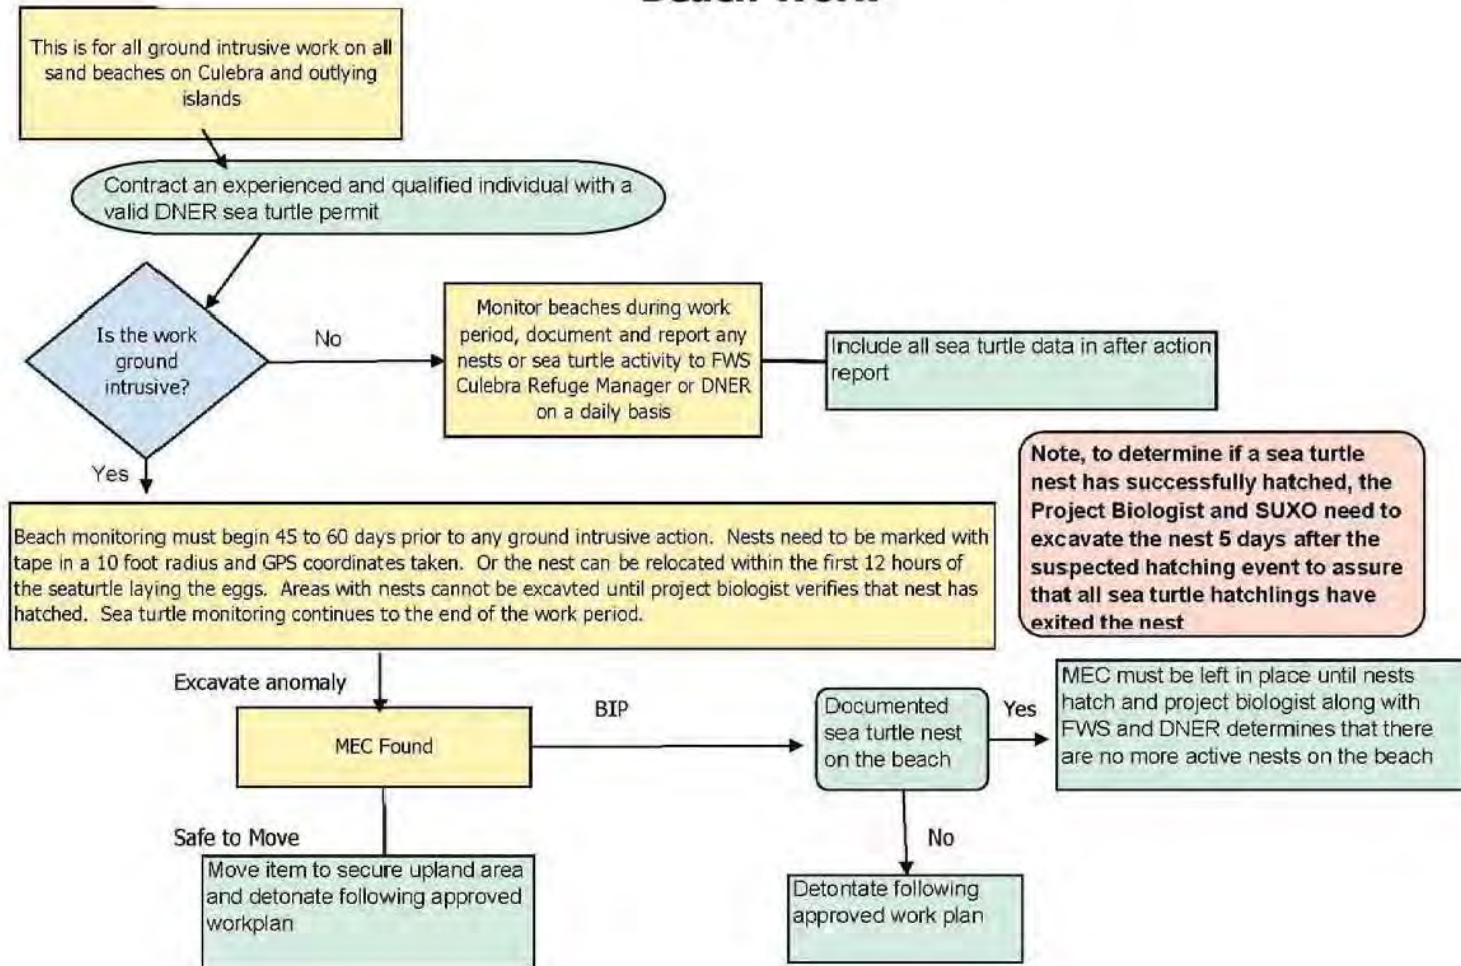 Beach Work
This is for all ground intrusive work on all
sand beaches on Culebra and outlying
islands
Contract an experienced and qualified individual with a
valid DNER sea turtle permit
Is the work
ground
intrusive?
No
Monitor beaches during work
period, document and report any
nests or sea turtle activity to FWS
Culebra Refuge Manager or DNER
on a daily basis
Include all sea turtle data in after action
report
Yes
Note, to determine if a sea turtle
nest has successfully hatched, the
Project Biologist and SUXO need to
excavate the nest 5 days after the
suspected hatching event to assure
that all sea turtle hatchlings have
exited the nest
Beach monitoring must begin 45 to 60 days prior to any ground intrusive action. Nests need to be marked with
tape in a 10 foot radius and GPS coordinates taken. Or the nest can be relocated within the first 12 hours of
the seaturtle laying the eggs. Areas with nests cannot be excavted until project biologist verifies that nest has
hatched. Sea turtle monitoring continues to the end of the work period.
Excavate anomaly
MEC Found
BIP
Documented
sea turtle nest
on the beach
Yes
MEC must be left in place until nests
hatch and project biologist along with
FWS and DNER determines that there
are no more active nests on the beach
Safe to Move
Move item to secure upland area
and detonate following approved
workplan
No
Detontate following
approved work plan